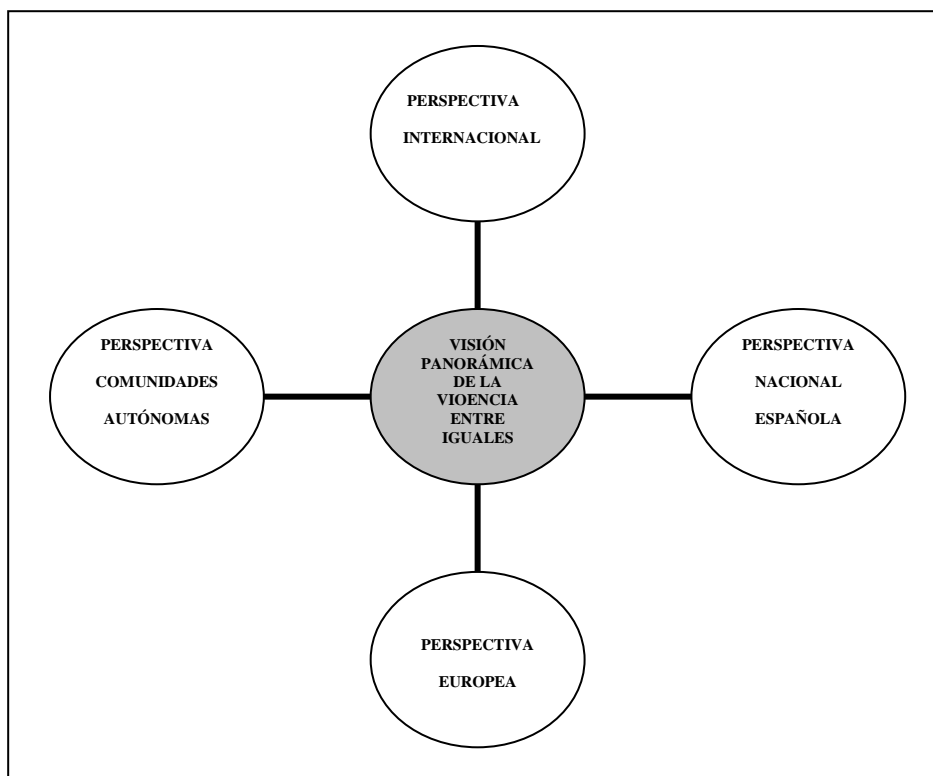 PERSPECTIVA
INTERNACIONAL
PERSPECTIVA
COMUNIDADES
AUTÓNOMAS
VISIÓN
PANORÁMICA
DE LA
VIOENCIA
ENTRE
IGUALES
PERSPECTIVA
NACIONAL
ESPAÑOLA
PERSPECTIVA
EUROPEA